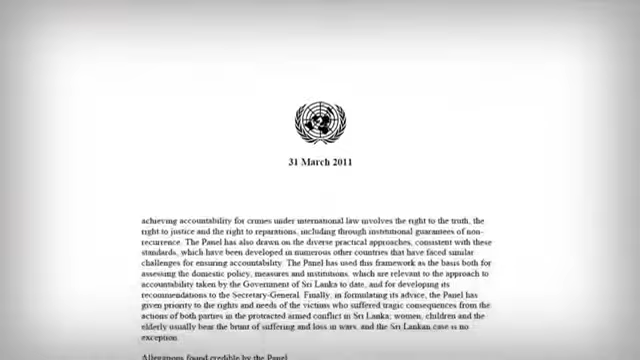 31 March 2011
achieving accountability for crimes under international law involves the right to the truth, the
right to justice and the right to reparations, including through institutional guarantees of non-
recurrence. The Panel has also drawn on the diverse practical approaches, consistent with these
standards, which have been developed in numerous other countries that have faced similar
challenges for ensuring accountability. The Panel has used this framework as the basis both for
assessing the domestic policy, measures and institutions, which are relevant to the approach to
accountability taken by the Government of Sri Lanka to date, and for developing its
recommendations to the Secretary-General. Finally, in formulating its advice, the Panel has
given priority to the rights and needs of the victims who suffered tragic consequences from the
actions of both parties in the protracted armed conflict in Sri Lanka; women, children and the
elderly usually bear the brunt of suffering and loss in wars, and the Sri Lankan case is no
exception.
Allegations found credible by the Panel